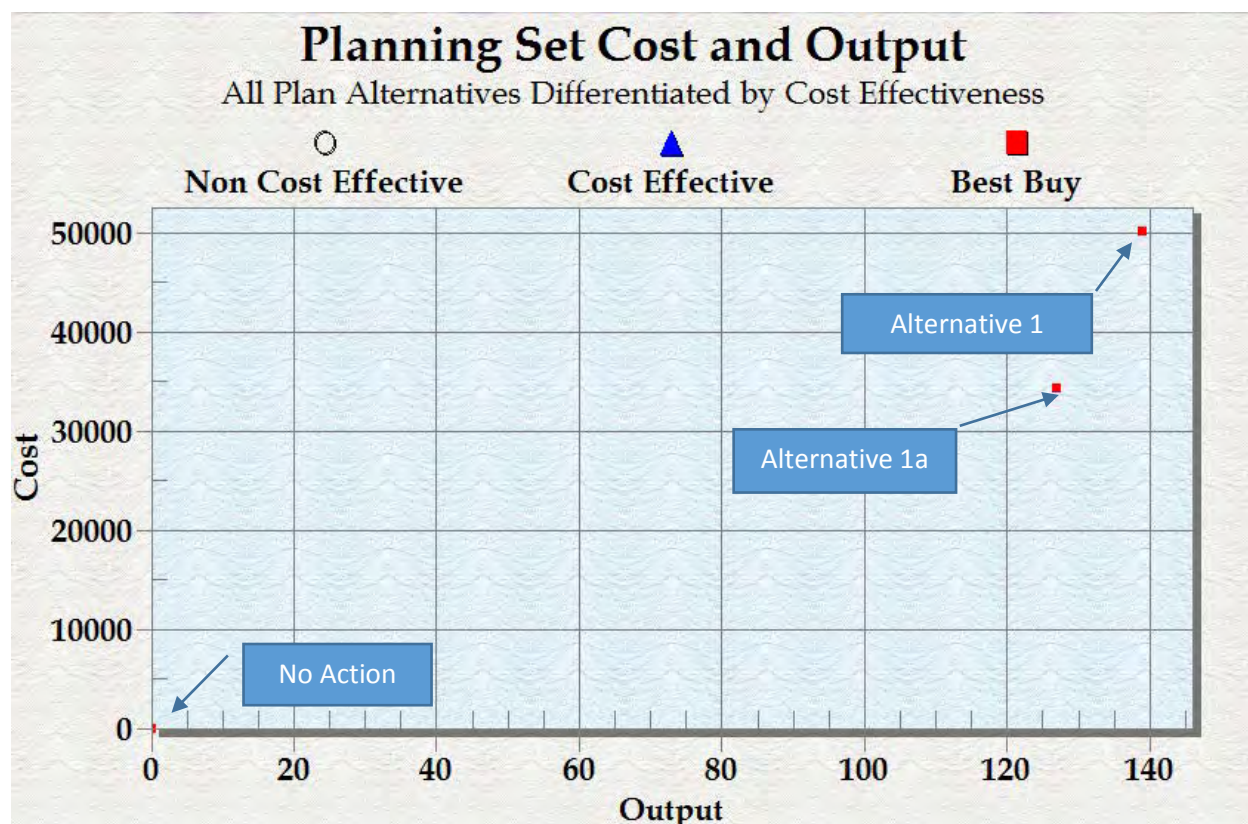 Planning Set Cost and Output
All Plan Alternatives Differentiated by Cost Effectiveness
Non Cost Effective
Cost Effective
Best Buy
Cost
50000
40000
30000
20000
10000
0
Alternative 1
Alternative 1a
No Action
0
20
40
60
80
100
120
140
Output